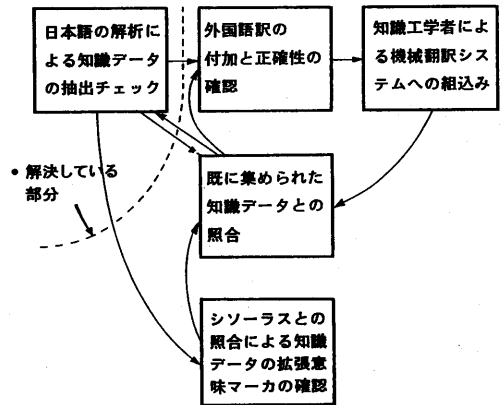 日本語の解析に
よる知識データ
の抽出チェック
外国語訳の
付加と正確性の
確認
知識工学者に
よる機械翻訳シス
テムへの組込み
• 解決している
部分
既に集められた
知識データとの
照合
シソーラスとの
照合による知識
データの拡張意
味マーカの確認